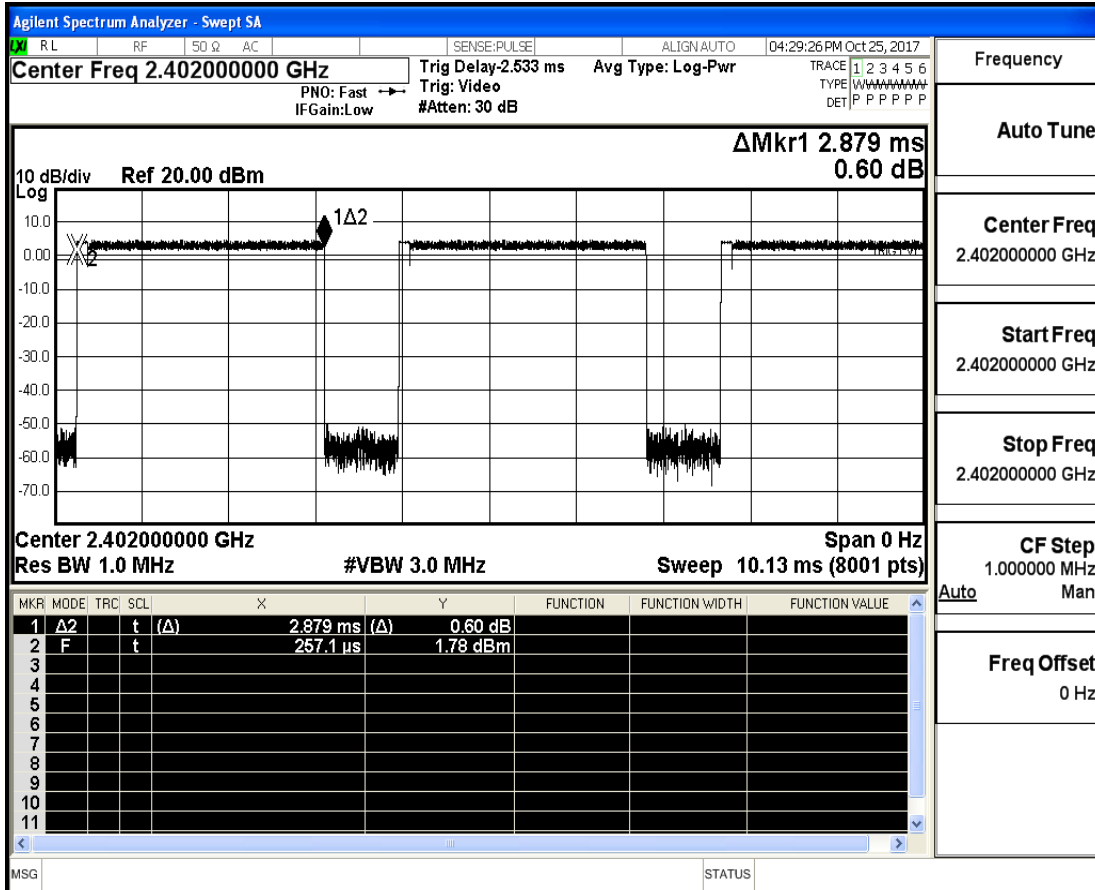 Agilent Spectrum Analyzer - Swept SA
LXI RL RF 50 Ω AC SENSE:PULSE ALIGN AUTO 04:29:26 PM Oct 25, 2017
Center Freq 2.402000000 GHz
PNO: Fast
IFGain:Low
Trig Delay-2.533 ms
Trig: Video
#Atten: 30 dB
Avg Type: Log-Pwr
TRACE 1 2 3 4 5 6
TYPE WWWWWW
DET P P P P P P
ΔMkr1 2.879 ms
0.60 dB
10 dB/div Ref 20.00 dBm
Log
10.0
0.00
-10.0
-20.0
-30.0
-40.0
-50.0
-60.0
-70.0
1Δ2
2
Center 2.402000000 GHz Span 0 Hz
Res BW 1.0 MHz #VBW 3.0 MHz Sweep 10.13 ms (8001 pts)
MKR MODE TRC SCL X Y FUNCTION FUNCTION WIDTH FUNCTION VALUE
1 Δ2 t (Δ) 2.879 ms (Δ) 0.60 dB
2 F t 257.1 µs 1.78 dBm
3
4
5
6
7
8
9
10
11
MSG STATUS
Frequency
Auto Tune
Center Freq
2.402000000 GHz
Start Freq
2.402000000 GHz
Stop Freq
2.402000000 GHz
CF Step
1.000000 MHz
Auto Man
Freq Offset
0 Hz